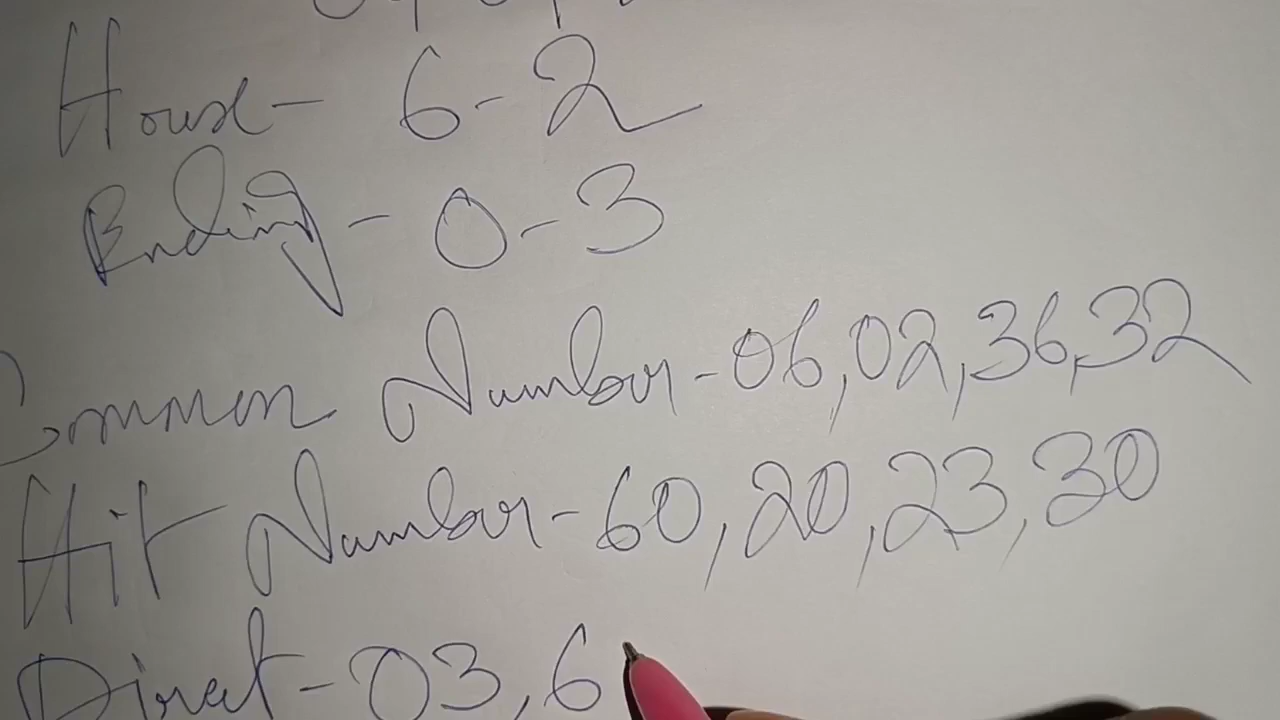 House- 6-2
Ending- 0-3
Common Number-06,02,36,32
Hit Number-60,20,23,30
Direct-03,6